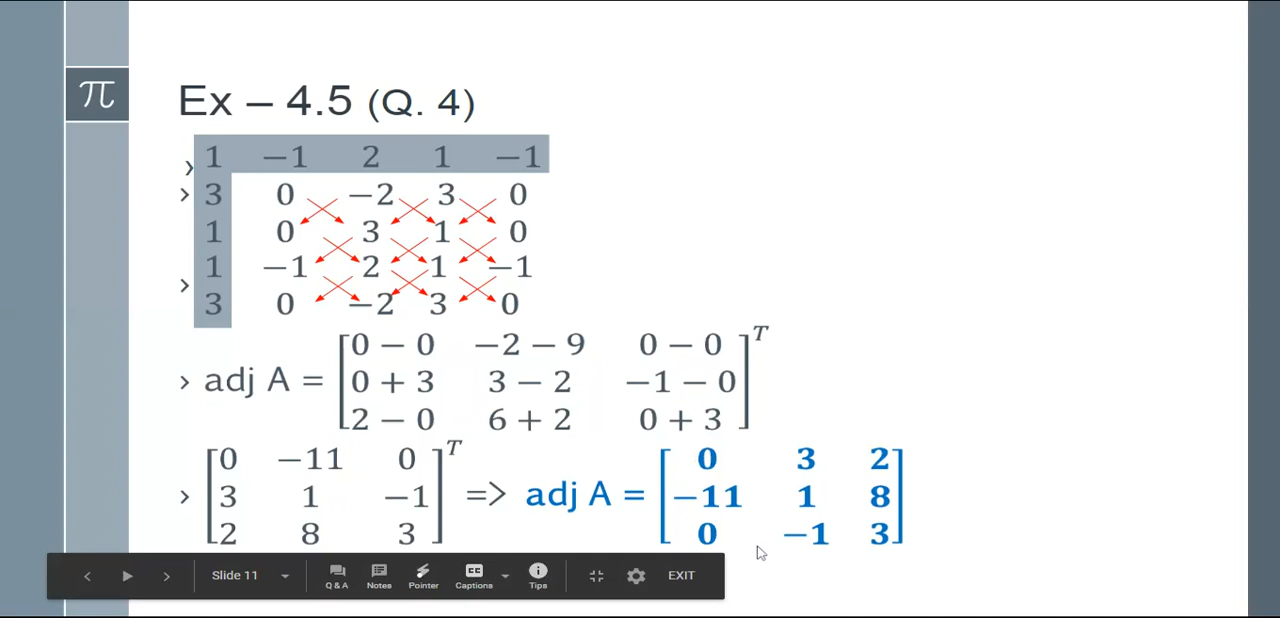 π
Ex – 4.5 (Q. 4)
› 1 −1 2 1 −1
› 3 0 −2 3 0
1 0 3 1 0
› 1 −1 2 1 −1
3 0 −2 3 0
› adj A = [0 − 0 −2 − 9 0 − 0
0 + 3 3 − 2 −1 − 0
2 − 0 6 + 2 0 + 3]ᵀ
› [0 −11 0
3 1 −1
2 8 3]ᵀ => adj A = [0 3 2
−11 1 8
0 −1 3]
Slide 11 Q & A Notes Pointer CC Captions Tips EXIT